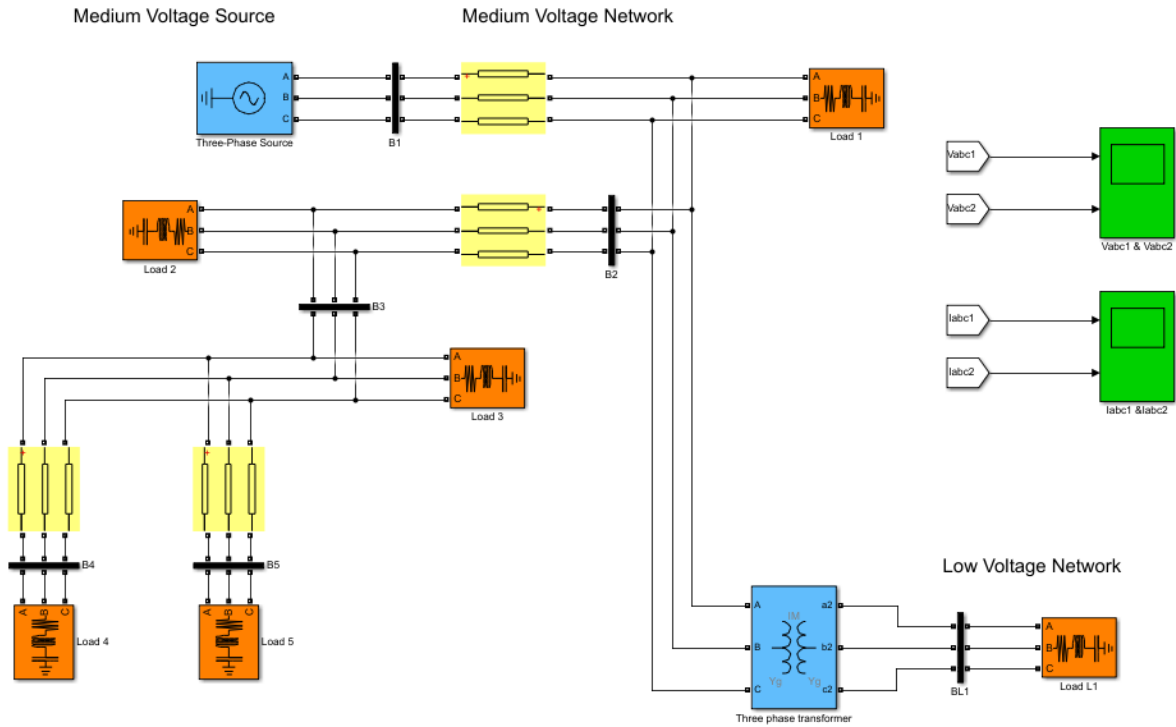 Medium Voltage Source
Medium Voltage Network
A
B
C
Three-Phase Source
B1
A
B
C
Load 1
Vabc1
Vabc2
Vabc1 & Vabc2
A
B
C
Load 2
B2
B3
Iabc1
Iabc2
Iabc1 &Iabc2
A
B
C
Load 3
B4
B5
A B C
Load 4
A B C
Load 5
Low Voltage Network
A
B
C
IM
Yg
Yg
a2
b2
c2
Three phase transformer
BL1
A
B
C
Load L1